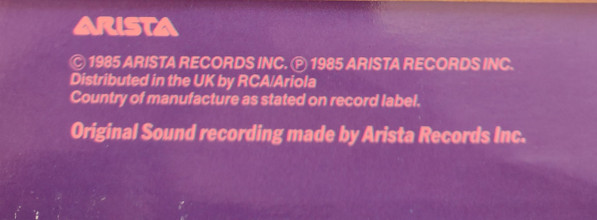 ARISTA
© 1985 ARISTA RECORDS INC. ℗ 1985 ARISTA RECORDS INC.
Distributed in the UK by RCA/Ariola
Country of manufacture as stated on record label.
Original Sound recording made by Arista Records Inc.